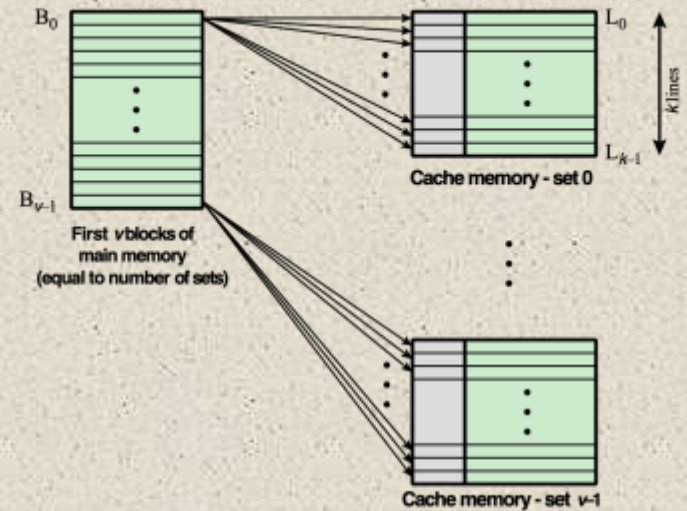 B0
L0
k lines
Lk–1
Cache memory - set 0
Bv–1
First v blocks of
main memory
(equal to number of sets)
Cache memory - set v–1